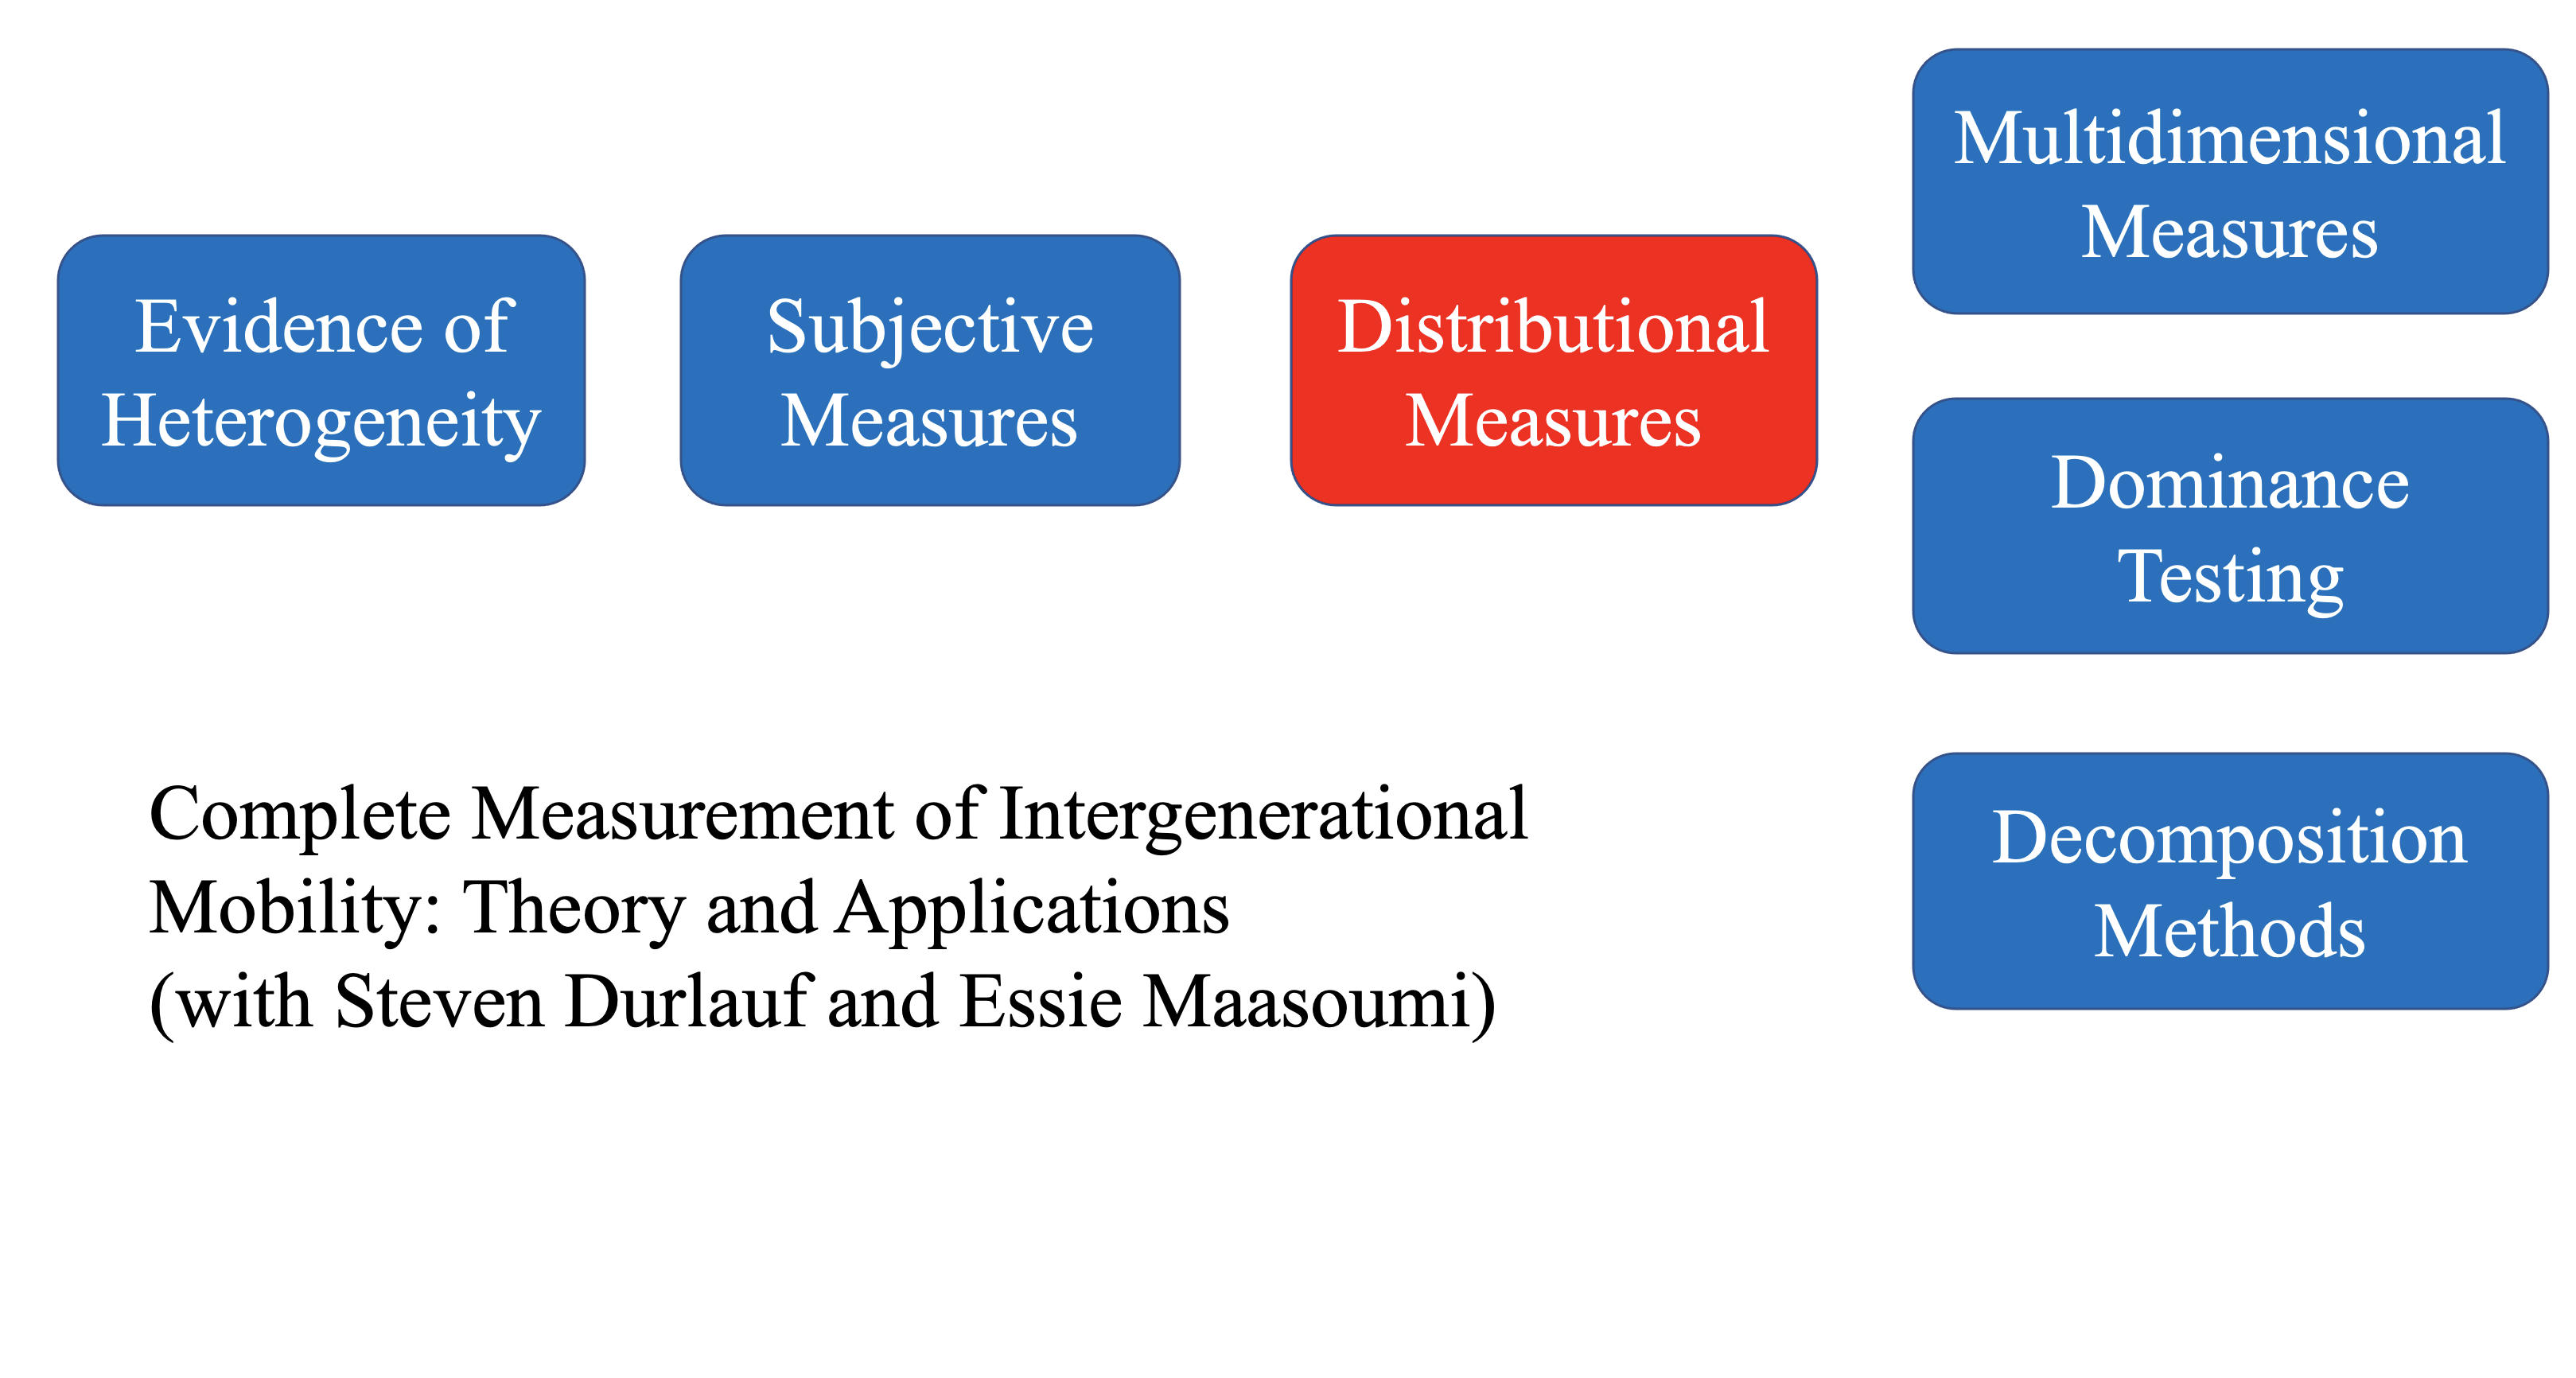 Evidence of
Heterogeneity
Subjective
Measures
Distributional
Measures
Multidimensional
Measures
Dominance
Testing
Decomposition
Methods
Complete Measurement of Intergenerational
Mobility: Theory and Applications
(with Steven Durlauf and Essie Maasoumi)